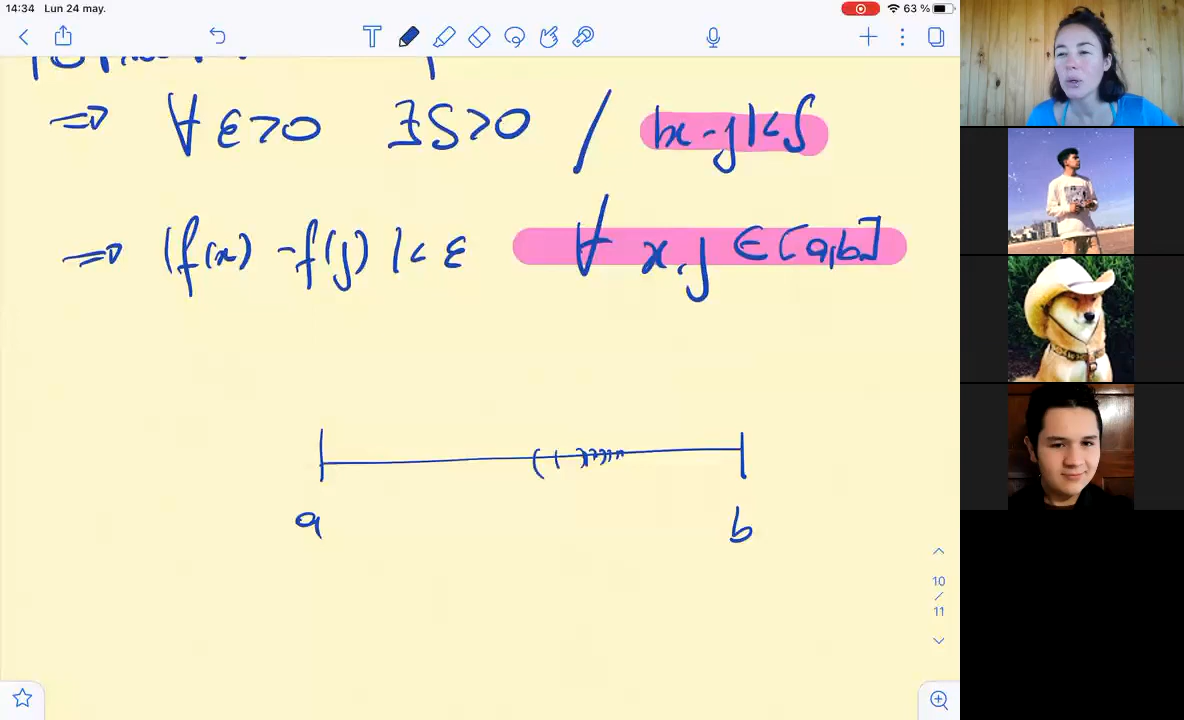 14:34 Lun 24 may. 63 %
T
⇒ ∀ ε>0 ∃δ>0 / |x-y|<δ
⇒ |f(x) -f(y)|<ε ∀ x,y ∈ [a,b]
a b
10
/
11